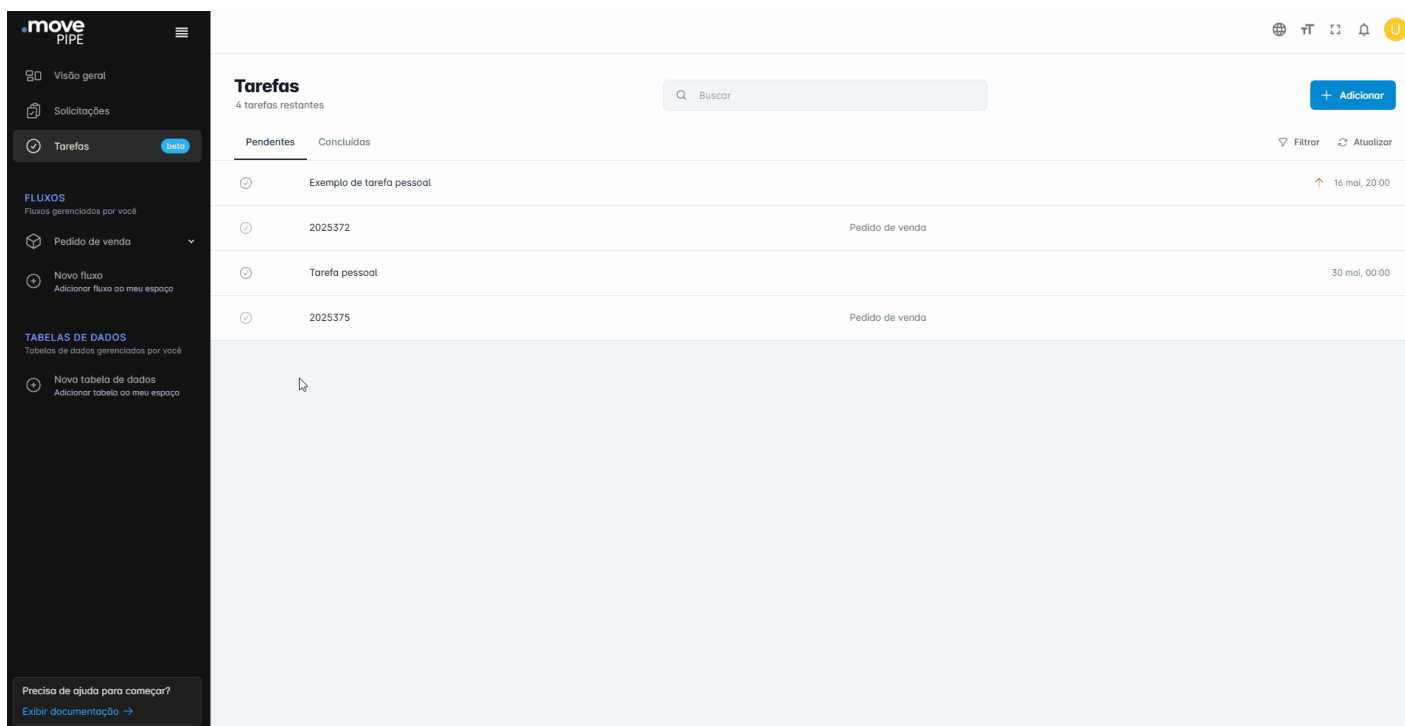 .move
PIPE
Visão geral
Solicitações
Tarefas beta
FLUXOS
Fluxos gerenciados por você
Pedido de venda
Novo fluxo
Adicionar fluxo ao meu espaço
TABELAS DE DADOS
Tabelas de dados gerenciados por você
Nova tabela de dados
Adicionar tabela ao meu espaço
Precisa de ajuda para começar?
Exibir documentação →
TT
U
Tarefas
4 tarefas restantes
Buscar
+ Adicionar
Pendentes Concluídas
Filtrar Atualizar
Exemplo de tarefa pessoal ↑ 16 mai, 20:00
2025372 Pedido de venda
Tarefa pessoal 30 mai, 00:00
2025375 Pedido de venda